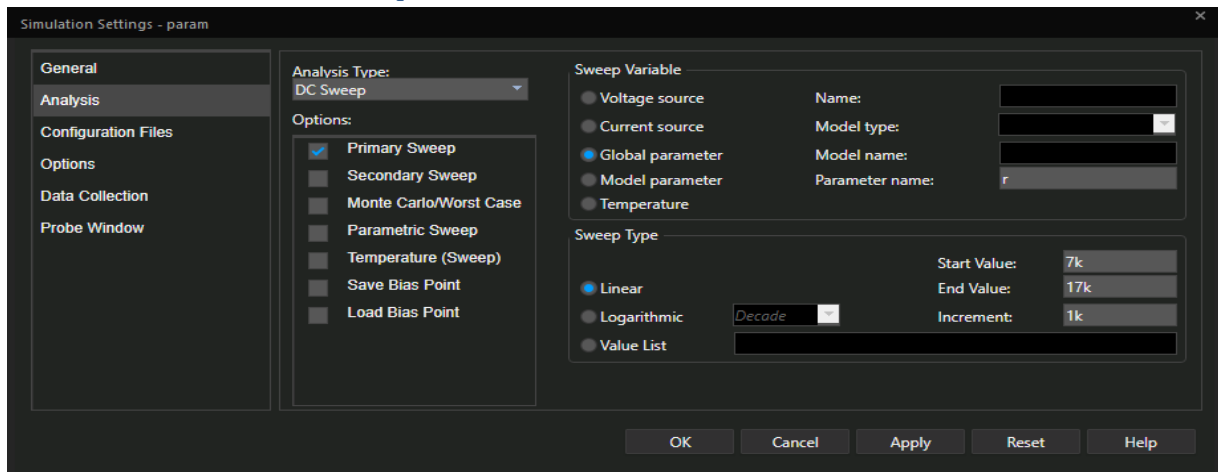 Simulation Settings - param
×
General
Analysis
Configuration Files
Options
Data Collection
Probe Window
Analysis Type:
DC Sweep
Options:
Primary Sweep
Secondary Sweep
Monte Carlo/Worst Case
Parametric Sweep
Temperature (Sweep)
Save Bias Point
Load Bias Point
Sweep Variable
Voltage source Name:
Current source Model type:
Global parameter Model name:
Model parameter Parameter name: r
Temperature
Sweep Type
Start Value: 7k
Linear End Value: 17k
Logarithmic Decade Increment: 1k
Value List
OK Cancel Apply Reset Help